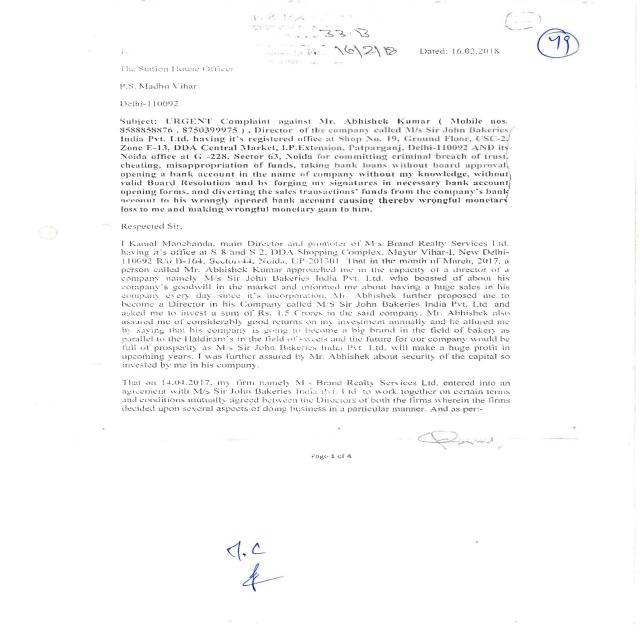 33-B
16/2/18
Dated: 16.02.2018
79
The Station House Officer
P.S. Madhu Vihar
Delhi-110092
Subject: URGENT Complaint against Mr. Abhishek Kumar ( Mobile nos.
8588858876 , 8750399975 ) , Director of the company called M/s Sir John Bakeries
India Pvt. Ltd. having it's registered office at Shop No. 19, Ground Floor, CSC-2,
Zone E-13, DDA Central Market, I.P.Extension, Patparganj, Delhi-110092 AND its
Noida office at G -228, Sector 63, Noida for committing criminal breach of trust,
cheating, misappropriation of funds, taking bank loans without board approval,
opening a bank account in the name of company without my knowledge, without
valid Board Resolution and by forging my signatures in necessary bank account
opening forms, and diverting the sales transactions' funds from the company's bank
account to his wrongly opened bank account causing thereby wrongful monetary
loss to me and making wrongful monetary gain to him.
Respected Sir,
I Kamal Manchanda, main Director and promoter of M/s Brand Realty Services Ltd.
having it's office at S 8 and S 2, DDA Shopping Complex, Mayur Vihar-I, New Delhi-
110092 R/o B-164, Sector-44, Noida, UP-201301. That in the month of March, 2017, a
person called Mr. Abhishek Kumar approached me in the capacity of a director of a
company namely M/s Sir John Bakeries India Pvt. Ltd. who boasted of about his
company's goodwill in the market and informed me about having a huge sales in his
company every day since it's incorporation. Mr. Abhishek further proposed me to
become a Director in his Company called M/S Sir John Bakeries India Pvt. Ltd. and
asked me to invest a sum of Rs. 1.5 Crores in the said company. Mr. Abhishek also
assured me of considerably good returns on my investment annually and he allured me
by saying that his company is going to become a big brand in the field of bakery as
parallel to the Haldiram's in the field of sweets and the future for our company would be
full of prosperity as M/s Sir John Bakeries India Pvt. Ltd. will make a huge profit in
upcoming years. I was further assured by Mr. Abhishek about security of the capital so
invested by me in his company.
That on 14.04.2017, my firm namely M/s Brand Realty Services Ltd. entered into an
agreement with M/s Sir John Bakeries India Pvt. Ltd. to work together on certain terms
and conditions mutually agreed between the Directors of both the firms wherein the firms
decided upon several aspects of doing business in a particular manner. And as per:-
Page 1 of 4
T.C